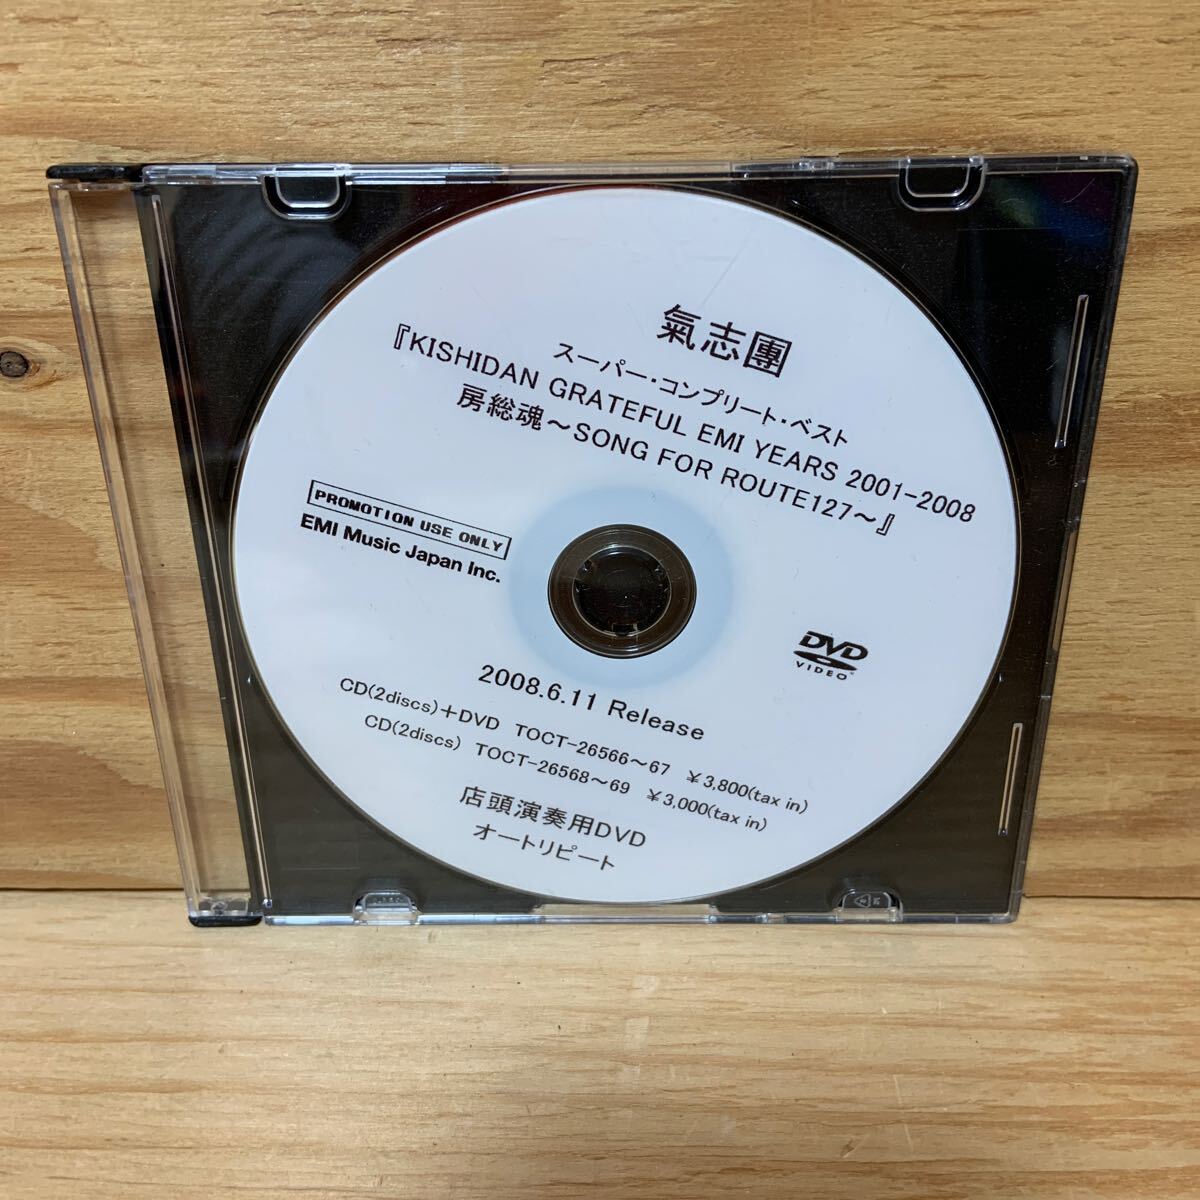 氣志團
スーパー・コンプリート・ベスト
『KISHIDAN GRATEFUL EMI YEARS 2001-2008
房総魂～SONG FOR ROUTE127～』
PROMOTION USE ONLY
EMI Music Japan Inc.
DVD
VIDEO
2008.6.11 Release
CD(2discs)+DVD TOCT-26566～67 ￥3,800(tax in)
CD(2discs) TOCT-26568～69 ￥3,000(tax in)
店頭演奏用DVD
オートリピート